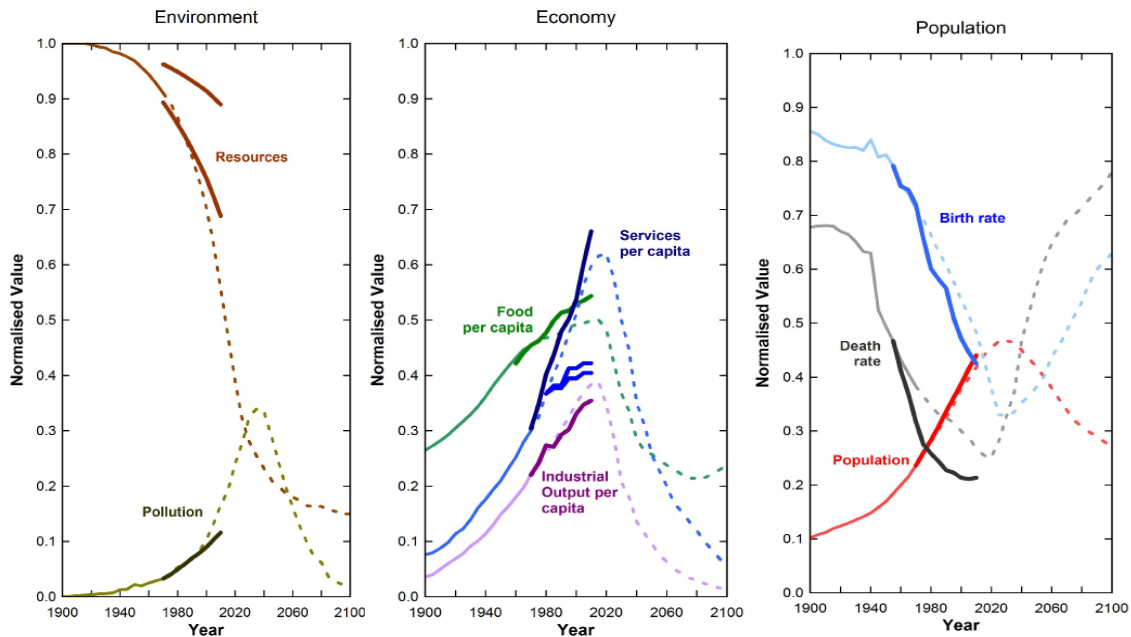 Environment
1.0
0.9
0.8
0.7
0.6
0.5
0.4
0.3
0.2
0.1
0.0
Normalised Value
Resources
Pollution
1900 1940 1980 2020 2060 2100
Year
Economy
1.0
0.9
0.8
0.7
0.6
0.5
0.4
0.3
0.2
0.1
0.0
Normalised Value
Services
per capita
Food
per capita
Industrial
Output per
capita
1900 1940 1980 2020 2060 2100
Year
Population
1.0
0.9
0.8
0.7
0.6
0.5
0.4
0.3
0.2
0.1
0.0
Normalised Value
Birth rate
Death
rate
Population
1900 1940 1980 2020 2060 2100
Year